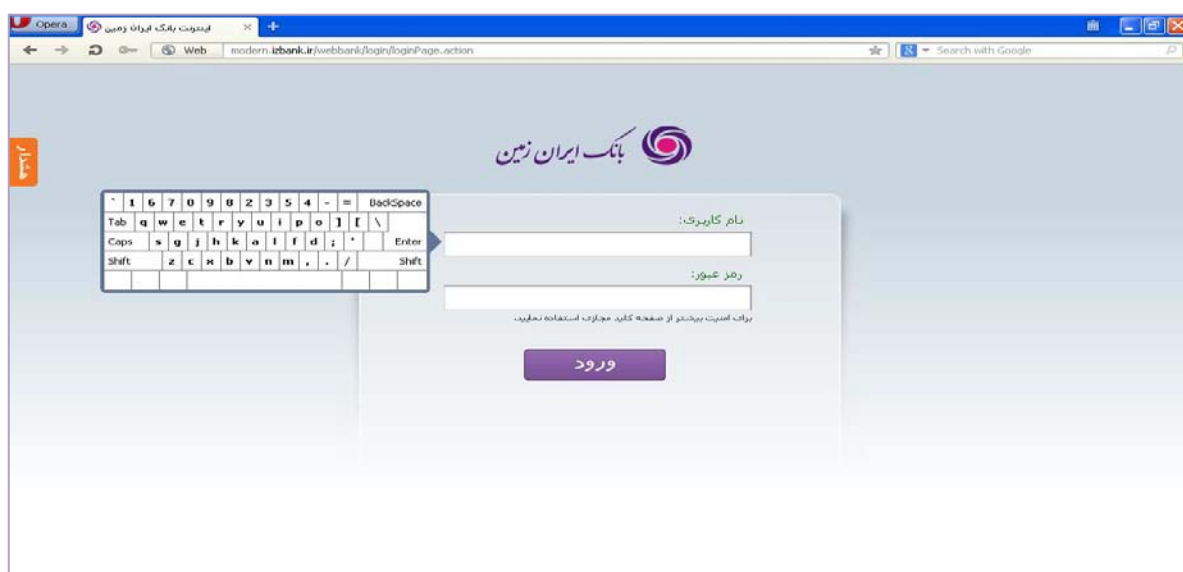 Opera
اینترنت بانک ایران زمین
Web
modern.izbank.ir/webbank/login/loginPage.action
Search with Google
هشدار
بانک ایران زمین
` 1 6 7 0 9 8 2 3 5 4 - = BackSpace
Tab q w e t r y u i p o ] [ \
Caps s g j h k a l f d ; ' Enter
Shift z c x b v n m , . / Shift
نام کاربری:
رمز عبور:
برای امنیت بیشتر از صفحه کلید مجازی استفاده نمایید.
ورود